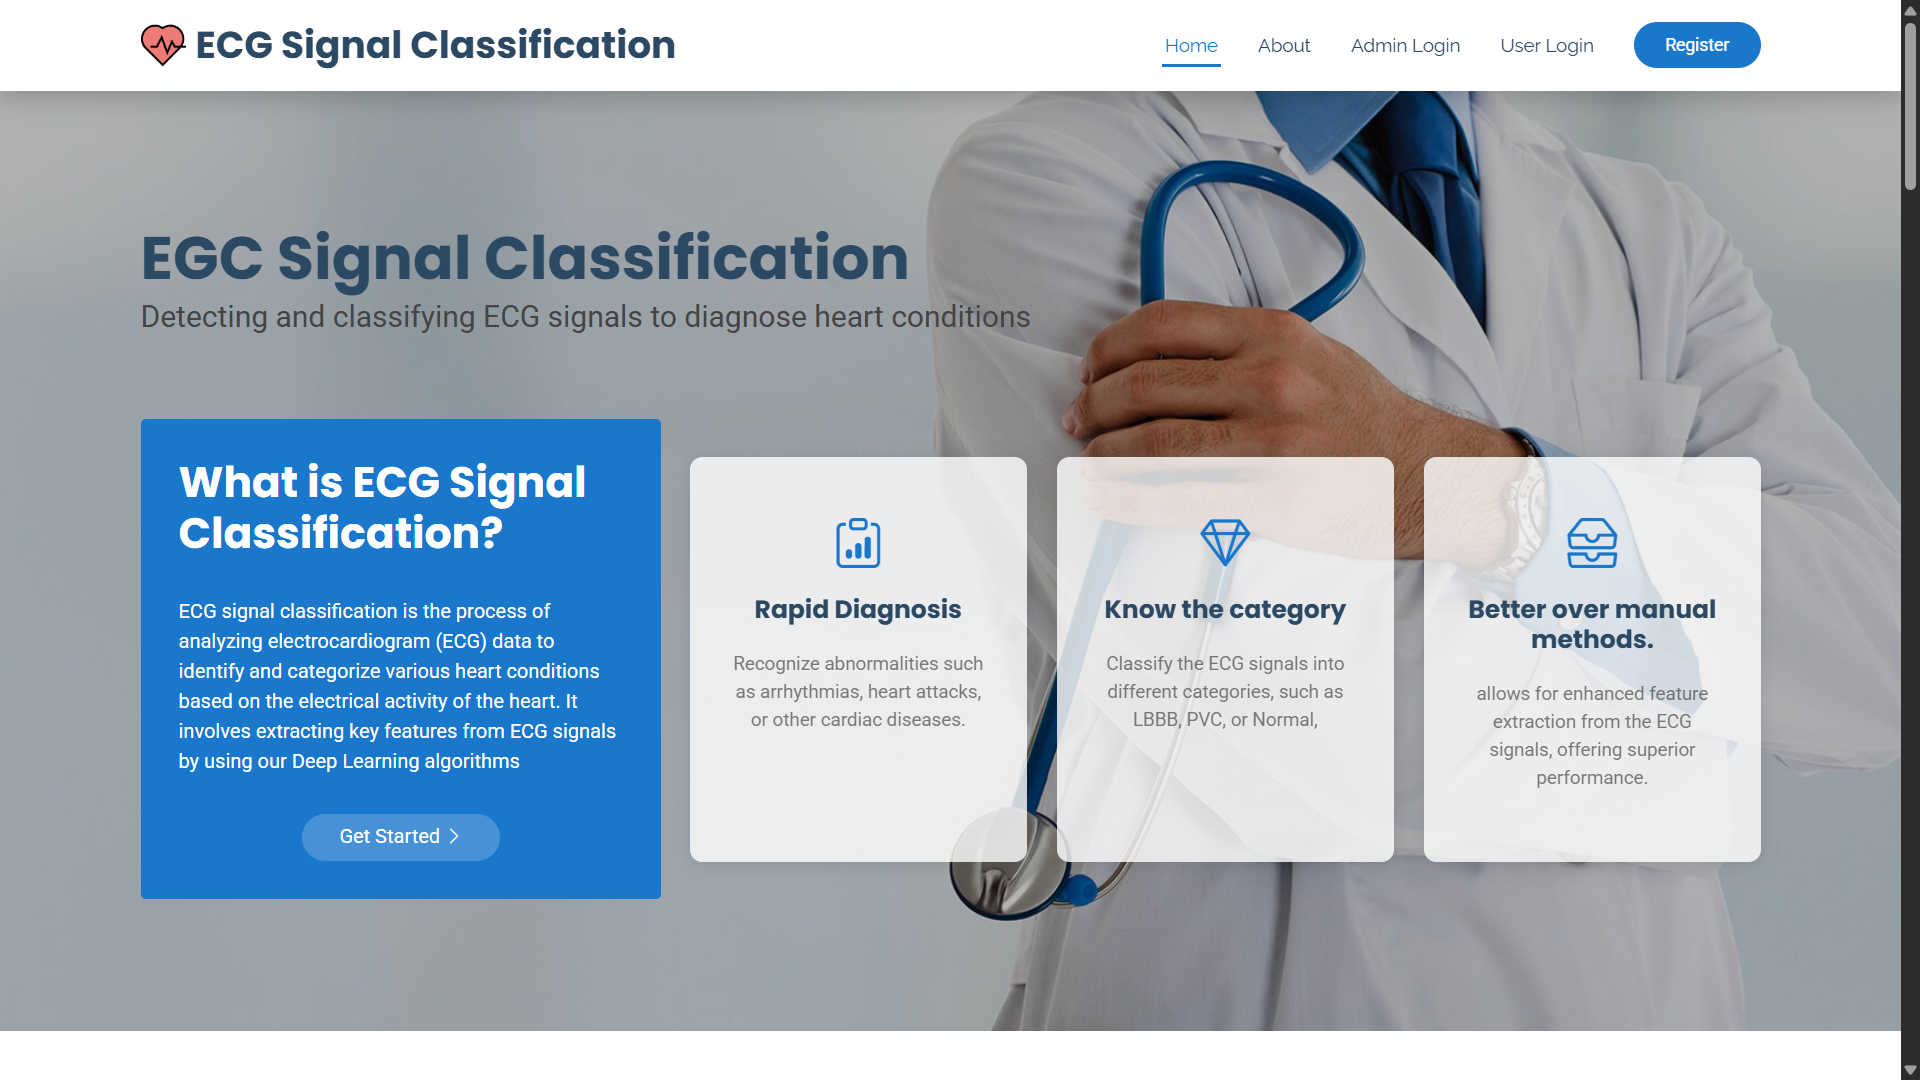 ECG Signal Classification
Home
About
Admin Login
User Login
Register
EGC Signal Classification
Detecting and classifying ECG signals to diagnose heart conditions
What is ECG Signal
Classification?
ECG signal classification is the process of
analyzing electrocardiogram (ECG) data to
identify and categorize various heart conditions
based on the electrical activity of the heart. It
involves extracting key features from ECG signals
by using our Deep Learning algorithms
Get Started
Rapid Diagnosis
Recognize abnormalities such
as arrhythmias, heart attacks,
or other cardiac diseases.
Know the category
Classify the ECG signals into
different categories, such as
LBBB, PVC, or Normal,
Better over manual
methods.
allows for enhanced feature
extraction from the ECG
signals, offering superior
performance.